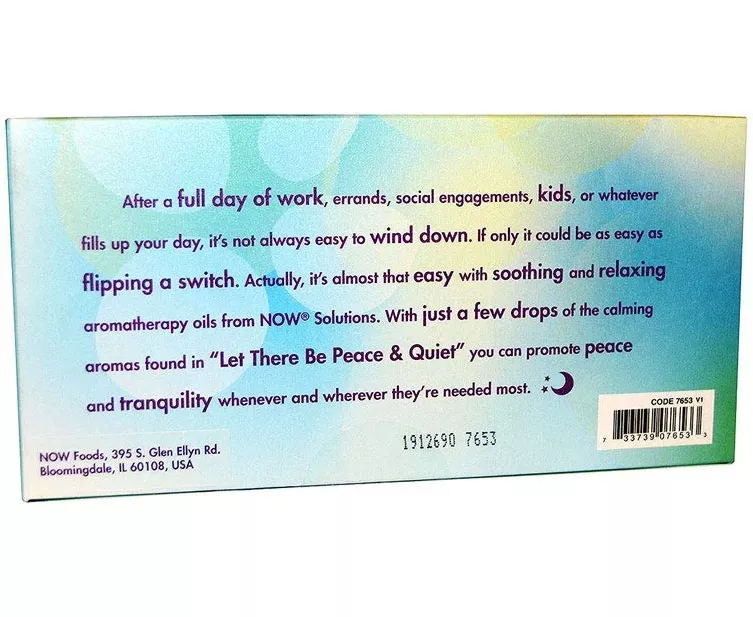 After a full day of work, errands, social engagements, kids, or whatever
fills up your day, it's not always easy to wind down. If only it could be as easy as
flipping a switch. Actually, it's almost that easy with soothing and relaxing
aromatherapy oils from NOW® Solutions. With just a few drops of the calming
aromas found in "Let There Be Peace & Quiet" you can promote peace
and tranquility whenever and wherever they're needed most.
CODE 7653 V1
7 33739 07653 3
1912690 7653
NOW Foods, 395 S. Glen Ellyn Rd.
Bloomingdale, IL 60108, USA